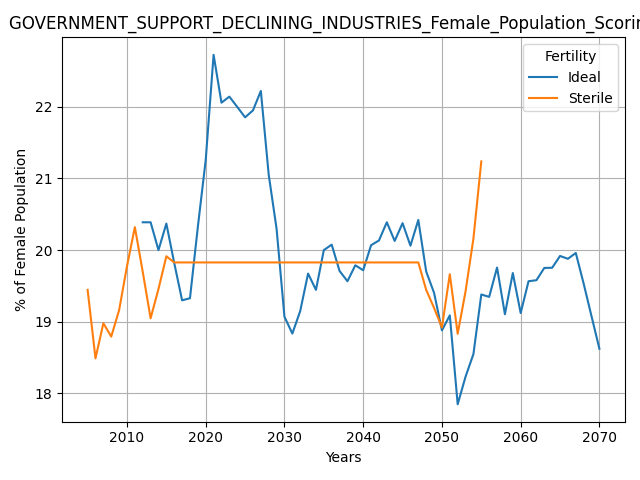 GOVERNMENT_SUPPORT_DECLINING_INDUSTRIES_Female_Population_Scorin
Fertility
Ideal
Sterile
% of Female Population
22
21
20
19
18
2010 2020 2030 2040 2050 2060 2070
Years